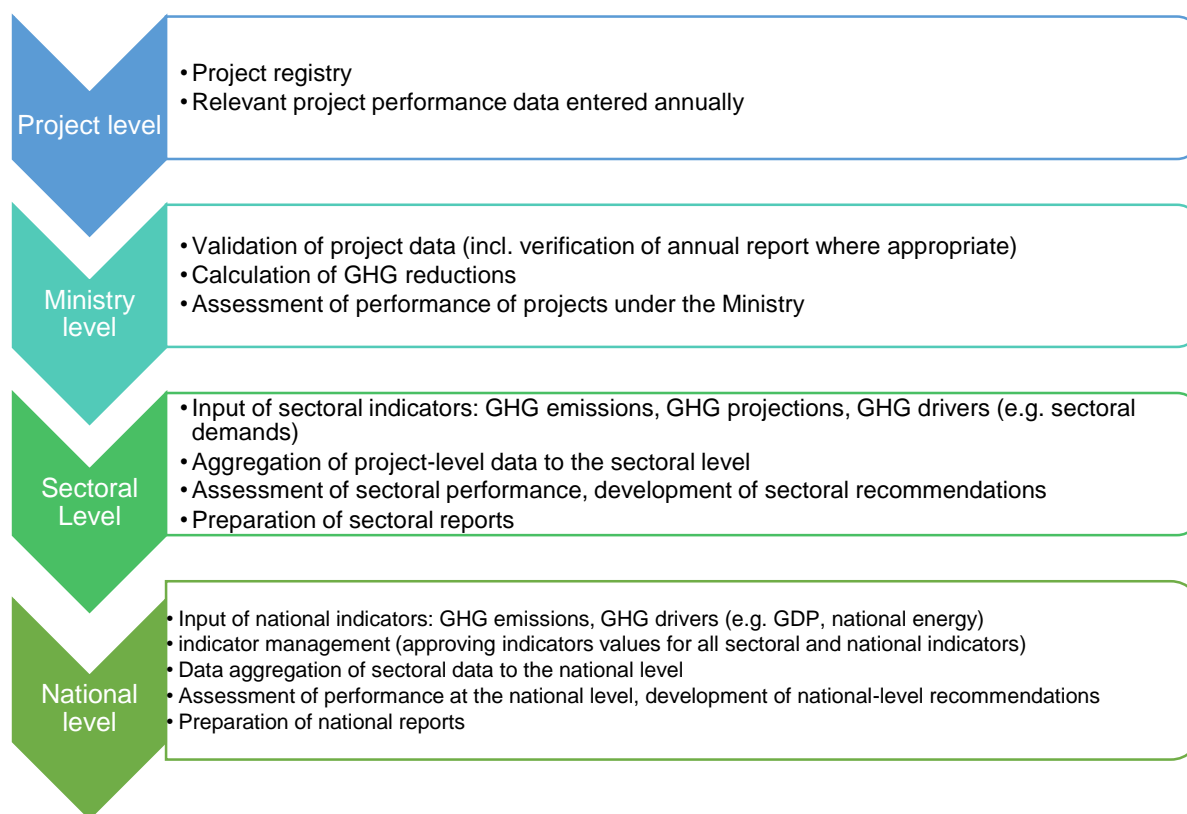 Project level
• Project registry
• Relevant project performance data entered annually
Ministry
level
• Validation of project data (incl. verification of annual report where appropriate)
• Calculation of GHG reductions
• Assessment of performance of projects under the Ministry
Sectoral
Level
• Input of sectoral indicators: GHG emissions, GHG projections, GHG drivers (e.g. sectoral
demands)
• Aggregation of project-level data to the sectoral level
• Assessment of sectoral performance, development of sectoral recommendations
• Preparation of sectoral reports
National
level
• Input of national indicators: GHG emissions, GHG drivers (e.g. GDP, national energy)
• indicator management (approving indicators values for all sectoral and national indicators)
• Data aggregation of sectoral data to the national level
• Assessment of performance at the national level, development of national-level recommendations
• Preparation of national reports